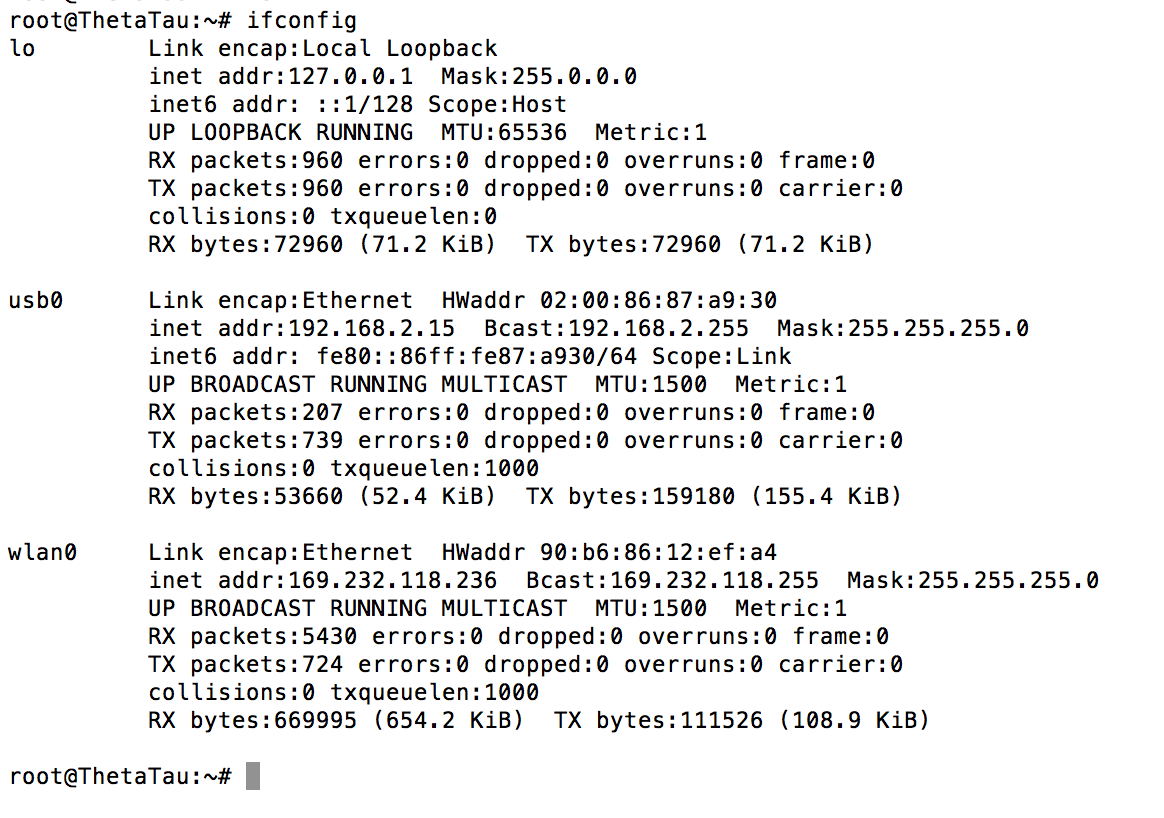 root@ThetaTau:~# ifconfig
lo        Link encap:Local Loopback
          inet addr:127.0.0.1  Mask:255.0.0.0
          inet6 addr: ::1/128 Scope:Host
          UP LOOPBACK RUNNING  MTU:65536  Metric:1
          RX packets:960 errors:0 dropped:0 overruns:0 frame:0
          TX packets:960 errors:0 dropped:0 overruns:0 carrier:0
          collisions:0 txqueuelen:0
          RX bytes:72960 (71.2 KiB)  TX bytes:72960 (71.2 KiB)

usb0      Link encap:Ethernet  HWaddr 02:00:86:87:a9:30
          inet addr:192.168.2.15  Bcast:192.168.2.255  Mask:255.255.255.0
          inet6 addr: fe80::86ff:fe87:a930/64 Scope:Link
          UP BROADCAST RUNNING MULTICAST  MTU:1500  Metric:1
          RX packets:207 errors:0 dropped:0 overruns:0 frame:0
          TX packets:739 errors:0 dropped:0 overruns:0 carrier:0
          collisions:0 txqueuelen:1000
          RX bytes:53660 (52.4 KiB)  TX bytes:159180 (155.4 KiB)

wlan0     Link encap:Ethernet  HWaddr 90:b6:86:12:ef:a4
          inet addr:169.232.118.236  Bcast:169.232.118.255  Mask:255.255.255.0
          UP BROADCAST RUNNING MULTICAST  MTU:1500  Metric:1
          RX packets:5430 errors:0 dropped:0 overruns:0 frame:0
          TX packets:724 errors:0 dropped:0 overruns:0 carrier:0
          collisions:0 txqueuelen:1000
          RX bytes:669995 (654.2 KiB)  TX bytes:111526 (108.9 KiB)

root@ThetaTau:~#